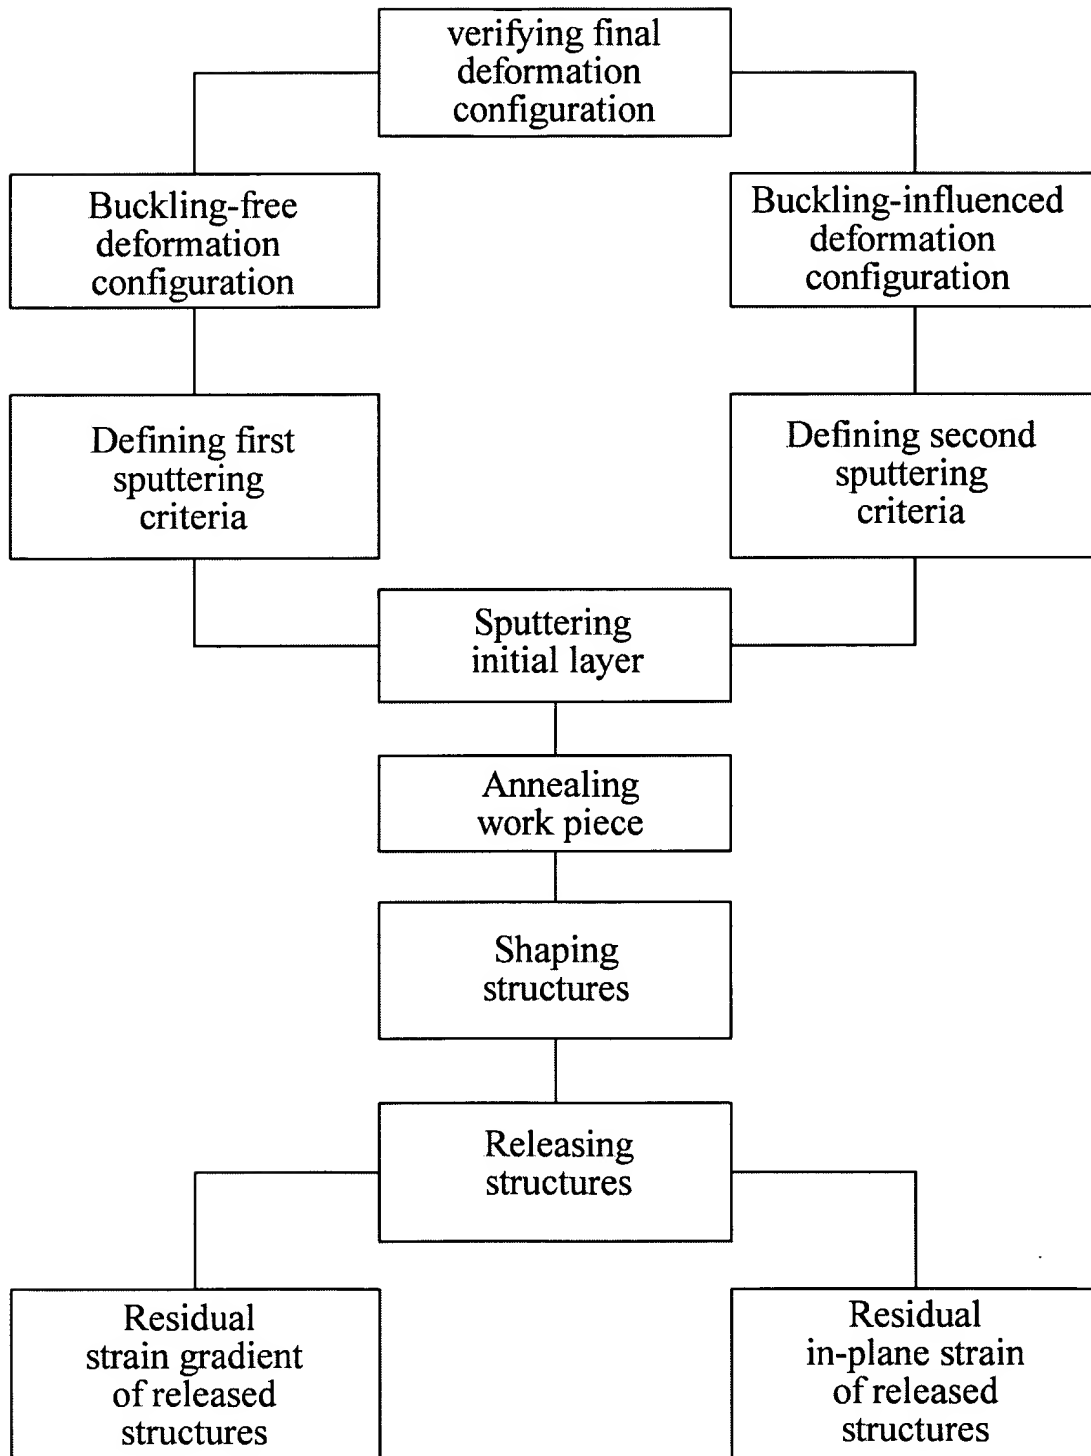 verifying final
deformation
configuration
Buckling-free
deformation
configuration
Buckling-influenced
deformation
configuration
Defining first
sputtering
criteria
Defining second
sputtering
criteria
Sputtering
initial layer
Annealing
work piece
Shaping
structures
Releasing
structures
Residual
strain gradient
of released
structures
Residual
in-plane strain
of released
structures